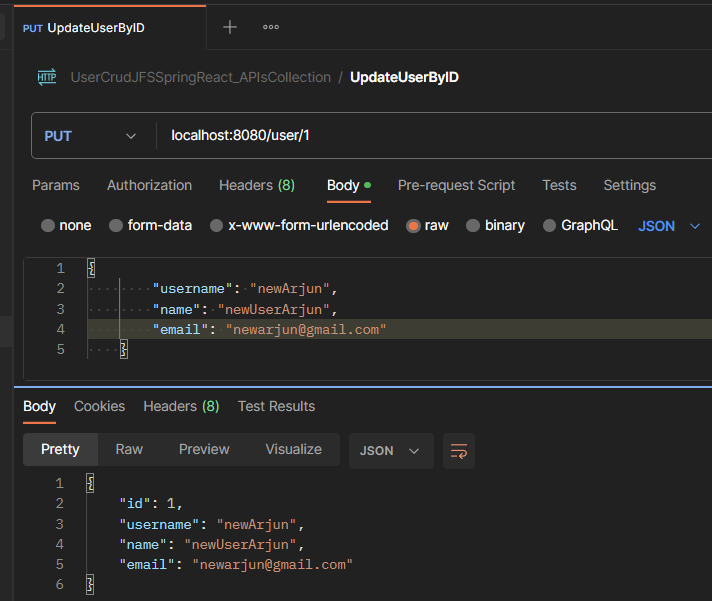 PUT UpdateUserByID
HTTP UserCrudJFSSpringReact_APIsCollection / UpdateUserByID
PUT localhost:8080/user/1
Params Authorization Headers (8) Body Pre-request Script Tests Settings
none form-data x-www-form-urlencoded raw binary GraphQL JSON
1 {
2 "username": "newArjun",
3 "name": "newUserArjun",
4 "email": "newarjun@gmail.com"
5 }
Body Cookies Headers (8) Test Results
Pretty Raw Preview Visualize JSON
1 {
2 "id": 1,
3 "username": "newArjun",
4 "name": "newUserArjun",
5 "email": "newarjun@gmail.com"
6 }